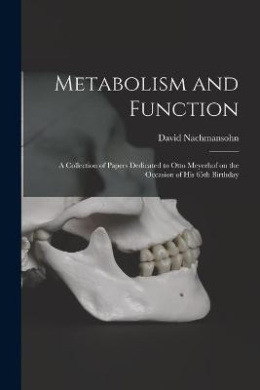 Metabolism and
Function
David Nachmansohn
A Collection of Papers Dedicated to Otto Meyerhof on the
Occasion of His 65th Birthday